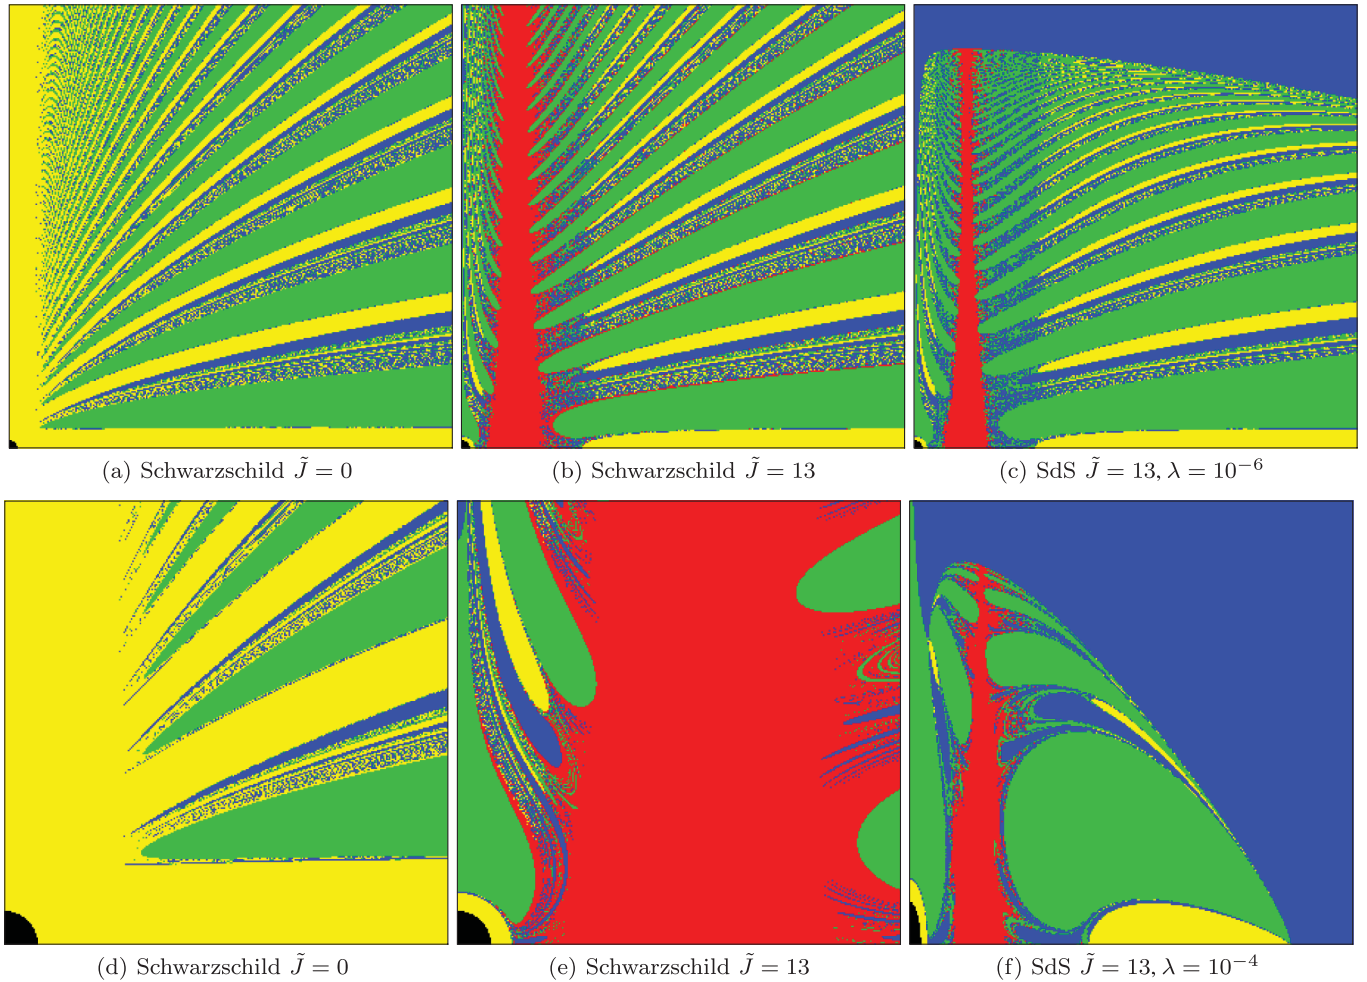 (a) Schwarzschild J̃ = 0
(b) Schwarzschild J̃ = 13
(c) SdS J̃ = 13, λ = 10⁻⁶
(d) Schwarzschild J̃ = 0
(e) Schwarzschild J̃ = 13
(f) SdS J̃ = 13, λ = 10⁻⁴